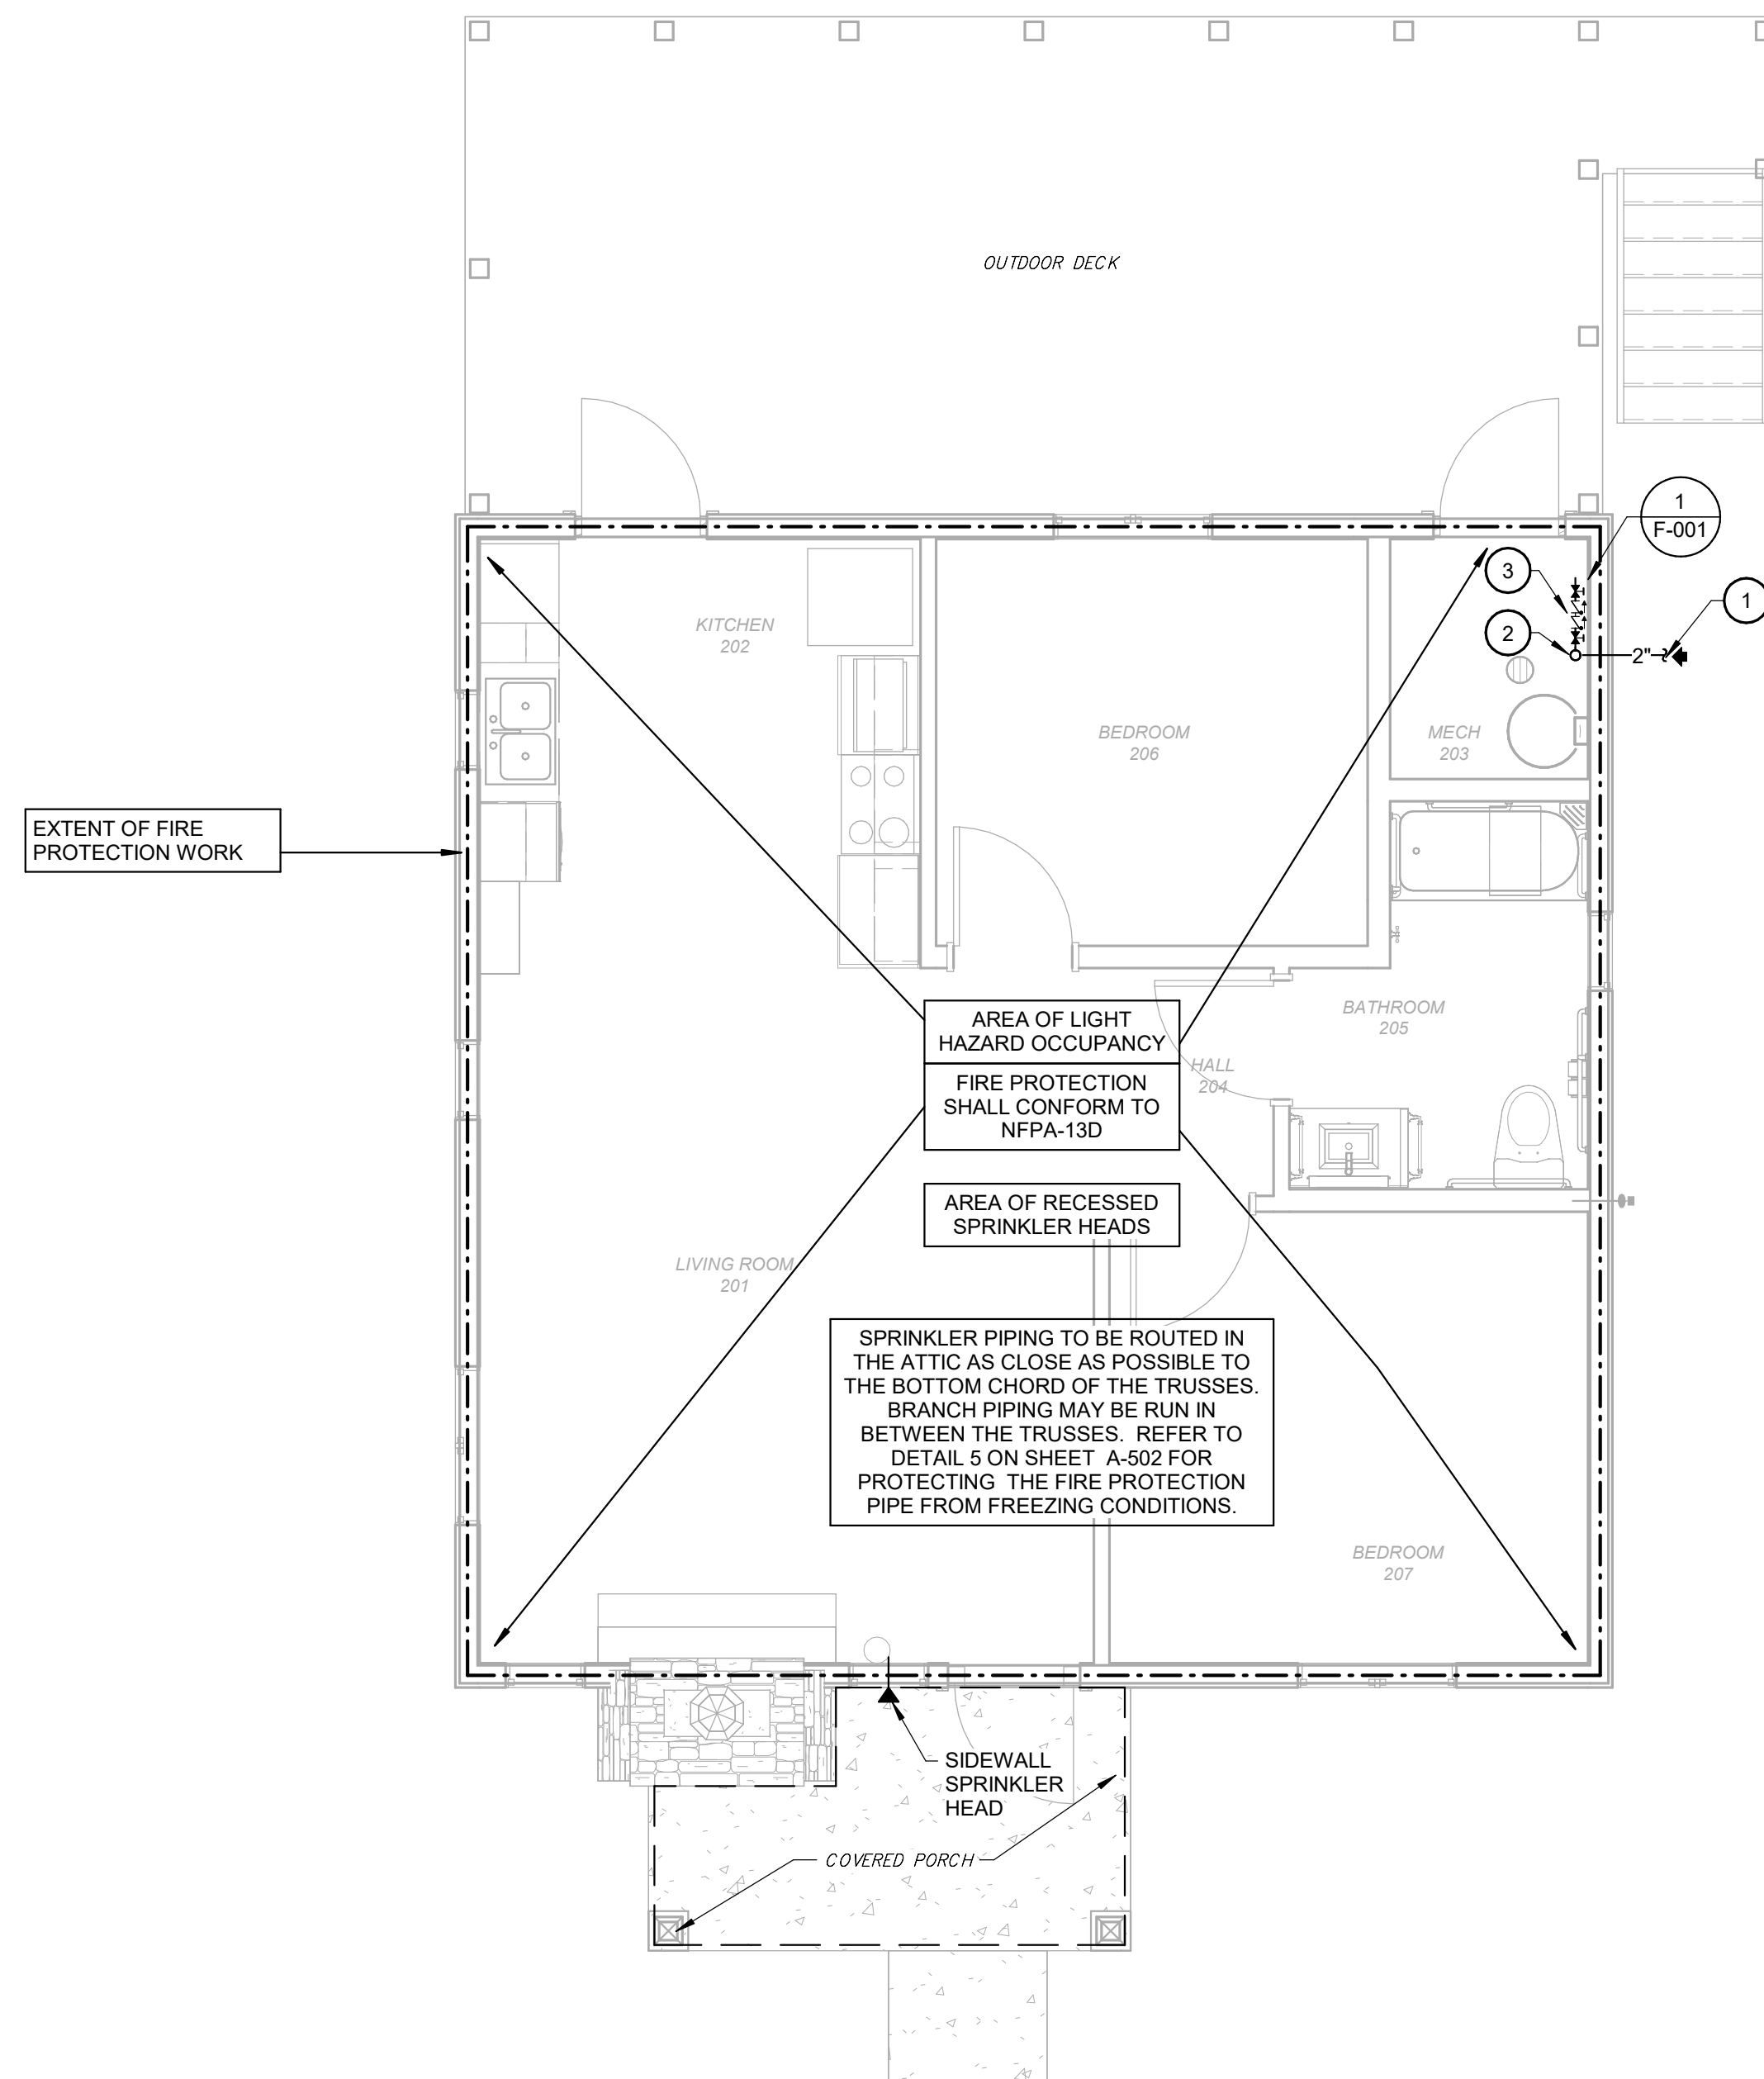 OUTDOOR DECK
1
F-001
3
1
2
2"
KITCHEN
202
BEDROOM
206
MECH
203
EXTENT OF FIRE
PROTECTION WORK
AREA OF LIGHT
HAZARD OCCUPANCY
FIRE PROTECTION
SHALL CONFORM TO
NFPA-13D
BATHROOM
205
HALL
204
AREA OF RECESSED
SPRINKLER HEADS
LIVING ROOM
201
SPRINKLER PIPING TO BE ROUTED IN
THE ATTIC AS CLOSE AS POSSIBLE TO
THE BOTTOM CHORD OF THE TRUSSES.
BRANCH PIPING MAY BE RUN IN
BETWEEN THE TRUSSES. REFER TO
DETAIL 5 ON SHEET A-502 FOR
PROTECTING THE FIRE PROTECTION
PIPE FROM FREEZING CONDITIONS.
BEDROOM
207
SIDEWALL
SPRINKLER
HEAD
COVERED PORCH